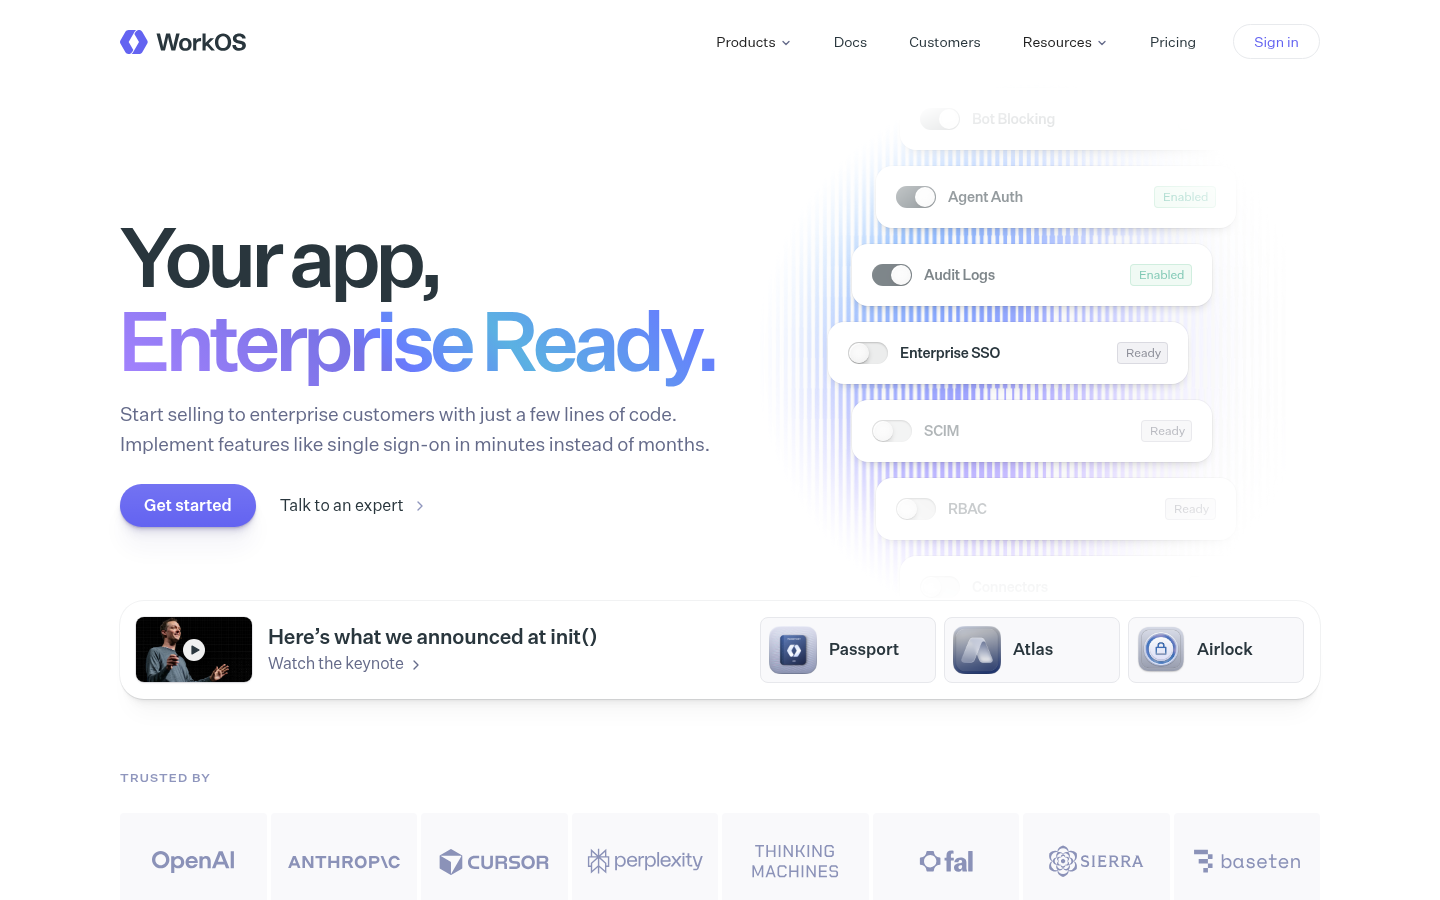 WorkOS
Products
Docs
Customers
Resources
Pricing
Sign in
Bot Blocking
Agent Auth
Enabled
Audit Logs
Enabled
Enterprise SSO
Ready
SCIM
Ready
RBAC
Ready
Connectors
Your app,
Enterprise Ready.
Start selling to enterprise customers with just a few lines of code.
Implement features like single sign-on in minutes instead of months.
Get started
Talk to an expert
Here’s what we announced at init()
Watch the keynote
Passport
Atlas
Airlock
TRUSTED BY
OpenAI
ANTHROP\C
CURSOR
perplexity
THINKING
MACHINES
fal
SIERRA
baseten